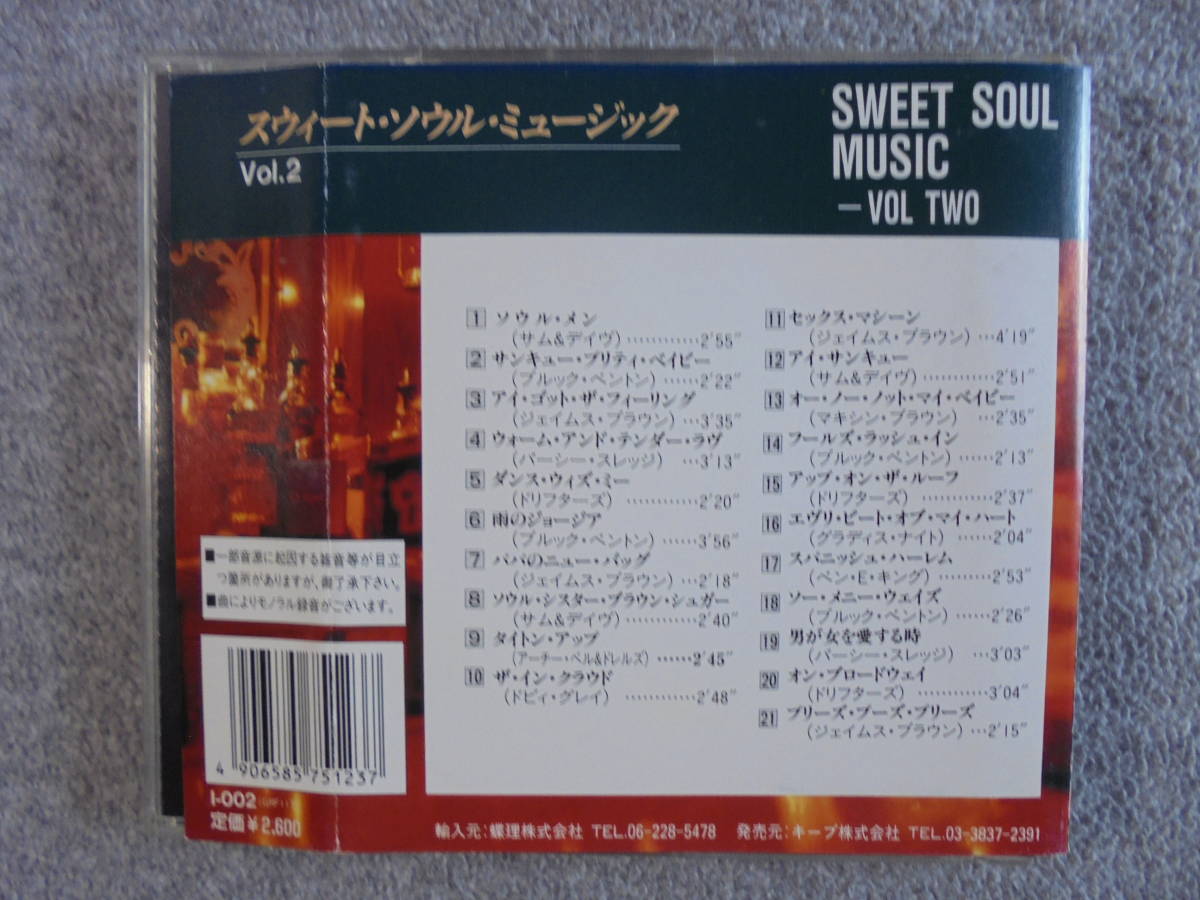 スウィート・ソウル・ミュージック
Vol.2
SWEET SOUL
MUSIC
– VOL TWO
1 ソウル・メン
(サム&デイヴ)…………2'55"
2 サンキュー・プリティ・ベイビー
(ブルック・ベントン)……2'22"
3 アイ・ゴット・ザ・フィーリング
(ジェイムス・ブラウン)…3'35"
4 ウォーム・アンド・テンダー・ラヴ
(パーシー・スレッジ) …3'13"
5 ダンス・ウィズ・ミー
(ドリフターズ)…………2'20"
6 雨のジョージア
(ブルック・ベントン)……3'56"
7 パパのニュー・バッグ
(ジェイムス・ブラウン)…2'18"
8 ソウル・シスター・ブラウン・シュガー
(サム&デイヴ)…………2'40"
9 タイトン・アップ
(アーチー・ベル&ドレルズ)……2'45"
10 ザ・イン・クラウド
(ドビィ・グレイ)…………2'48"
11 セックス・マシーン
(ジェイムス・ブラウン)…4'19"
12 アイ・サンキュー
(サム&デイヴ)…………2'51"
13 オー・ノー・ノット・マイ・ベイビー
(マキシン・ブラウン)…2'35"
14 フールズ・ラッシュ・イン
(ブルック・ベントン)……2'13"
15 アップ・オン・ザ・ルーフ
(ドリフターズ)…………2'37"
16 エヴリ・ビート・オブ・マイ・ハート
(グラディス・ナイト)……2'04"
17 スパニッシュ・ハーレム
(ベン・E・キング)………2'53"
18 ソー・メニー・ウェイズ
(ブルック・ベントン)……2'26"
19 男が女を愛する時
(パーシー・スレッジ) …3'03"
20 オン・ブロードウェイ
(ドリフターズ)…………3'04"
21 プリーズ・プーズ・プリーズ
(ジェイムス・ブラウン)…2'15"
■一部音源に起因する雑音等が目立
つ箇所がありますが、御了承下さい。
■曲によりモノラル録音がございます。
4 906585 751237
I-002
定価¥2,600
輸入元:蝶理株式会社 TEL.06-228-5478 発売元:キープ株式会社 TEL.03-3837-2391